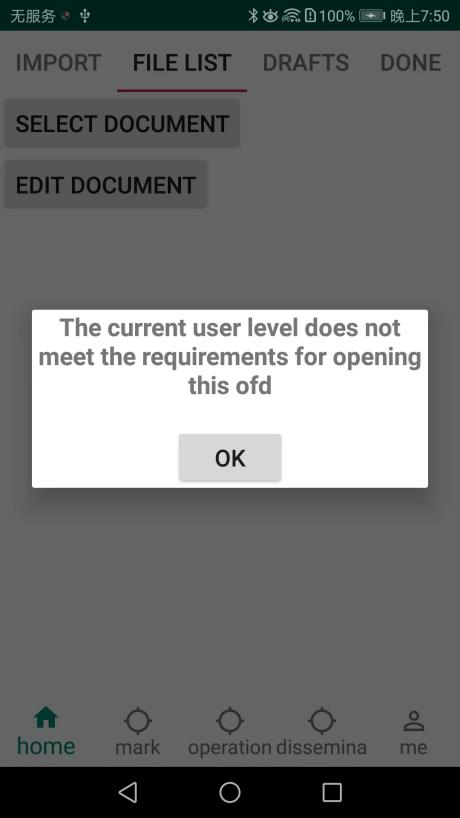 无服务 100% 晚上7:50
IMPORT FILE LIST DRAFTS DONE
SELECT DOCUMENT
EDIT DOCUMENT
The current user level does not
meet the requirements for opening
this ofd
OK
home mark operation dissemina me